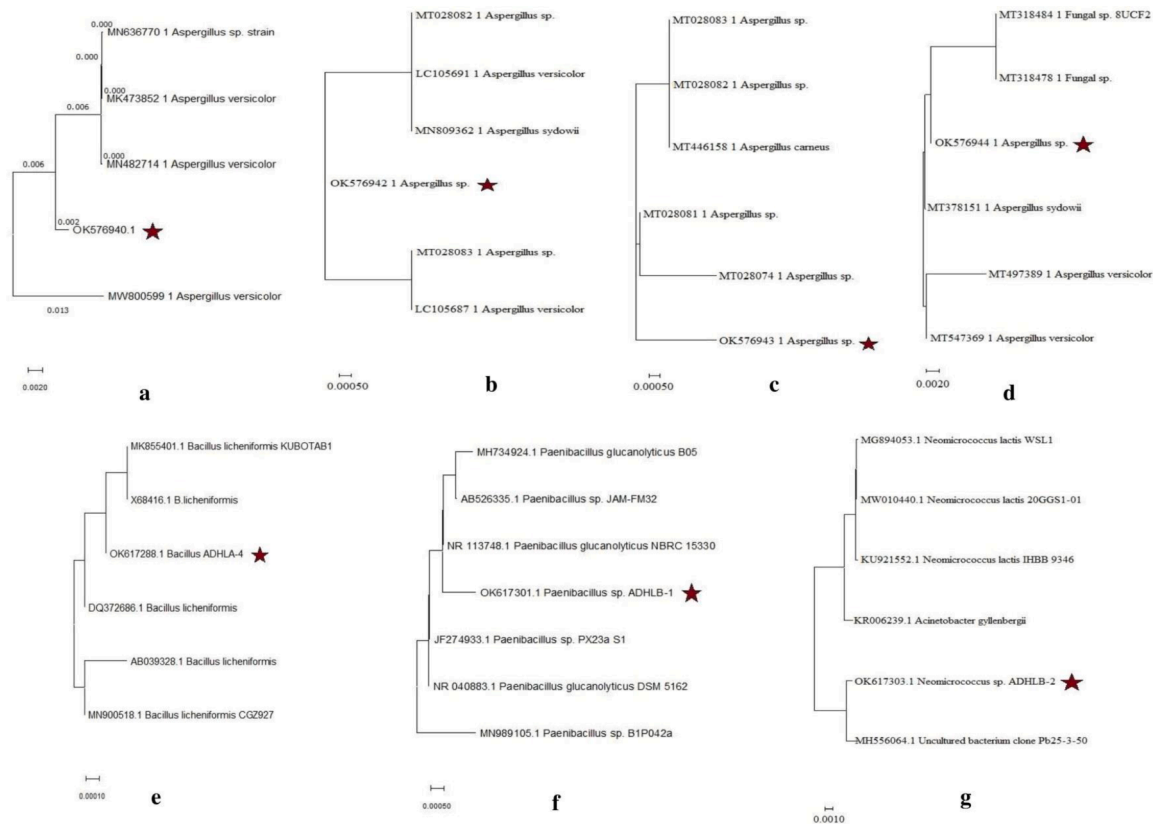 0.000
MN636770 1 Aspergillus sp. strain
0.000
0.000
MK473852 1 Aspergillus versicolor
0.006
0.000
MN482714 1 Aspergillus versicolor
0.006
0.002
OK576940.1
MW800599 1 Aspergillus versicolor
0.013
0.0020
a
MT028082 1 Aspergillus sp.
LC105691 1 Aspergillus versicolor
MN809362 1 Aspergillus sydowii
OK576942 1 Aspergillus sp.
MT028083 1 Aspergillus sp.
LC105687 1 Aspergillus versicolor
0.00050
b
MT028083 1 Aspergillus sp.
MT028082 1 Aspergillus sp.
MT446158 1 Aspergillus carneus
MT028081 1 Aspergillus sp.
MT028074 1 Aspergillus sp.
OK576943 1 Aspergillus sp.
0.00050
c
MT318484 1 Fungal sp. 8UCF2
MT318478 1 Fungal sp.
OK576944 1 Aspergillus sp.
MT378151 1 Aspergillus sydowii
MT497389 1 Aspergillus versicolor
MT547369 1 Aspergillus versicolor
0.0020
d
MK855401.1 Bacillus licheniformis KUBOTAB1
X68416.1 B.licheniformis
OK617288.1 Bacillus ADHLA-4
DQ372686.1 Bacillus licheniformis
AB039328.1 Bacillus licheniformis
MN900518.1 Bacillus licheniformis CGZ927
0.00010
e
MH734924.1 Paenibacillus glucanolyticus B05
AB526335.1 Paenibacillus sp. JAM-FM32
NR 113748.1 Paenibacillus glucanolyticus NBRC 15330
OK617301.1 Paenibacillus sp. ADHLB-1
JF274933.1 Paenibacillus sp. PX23a S1
NR 040883.1 Paenibacillus glucanolyticus DSM 5162
MN989105.1 Paenibacillus sp. B1P042a
0.00050
f
MG894053.1 Neomicrococcus lactis WSL1
MW010440.1 Neomicrococcus lactis 20GGS1-01
KU921552.1 Neomicrococcus lactis IHBB 9346
KR006239.1 Acinetobacter gyllenbergii
OK617303.1 Neomicrococcus sp. ADHLB-2
MH556064.1 Uncultured bacterium clone Pb25-3-50
0.0010
g